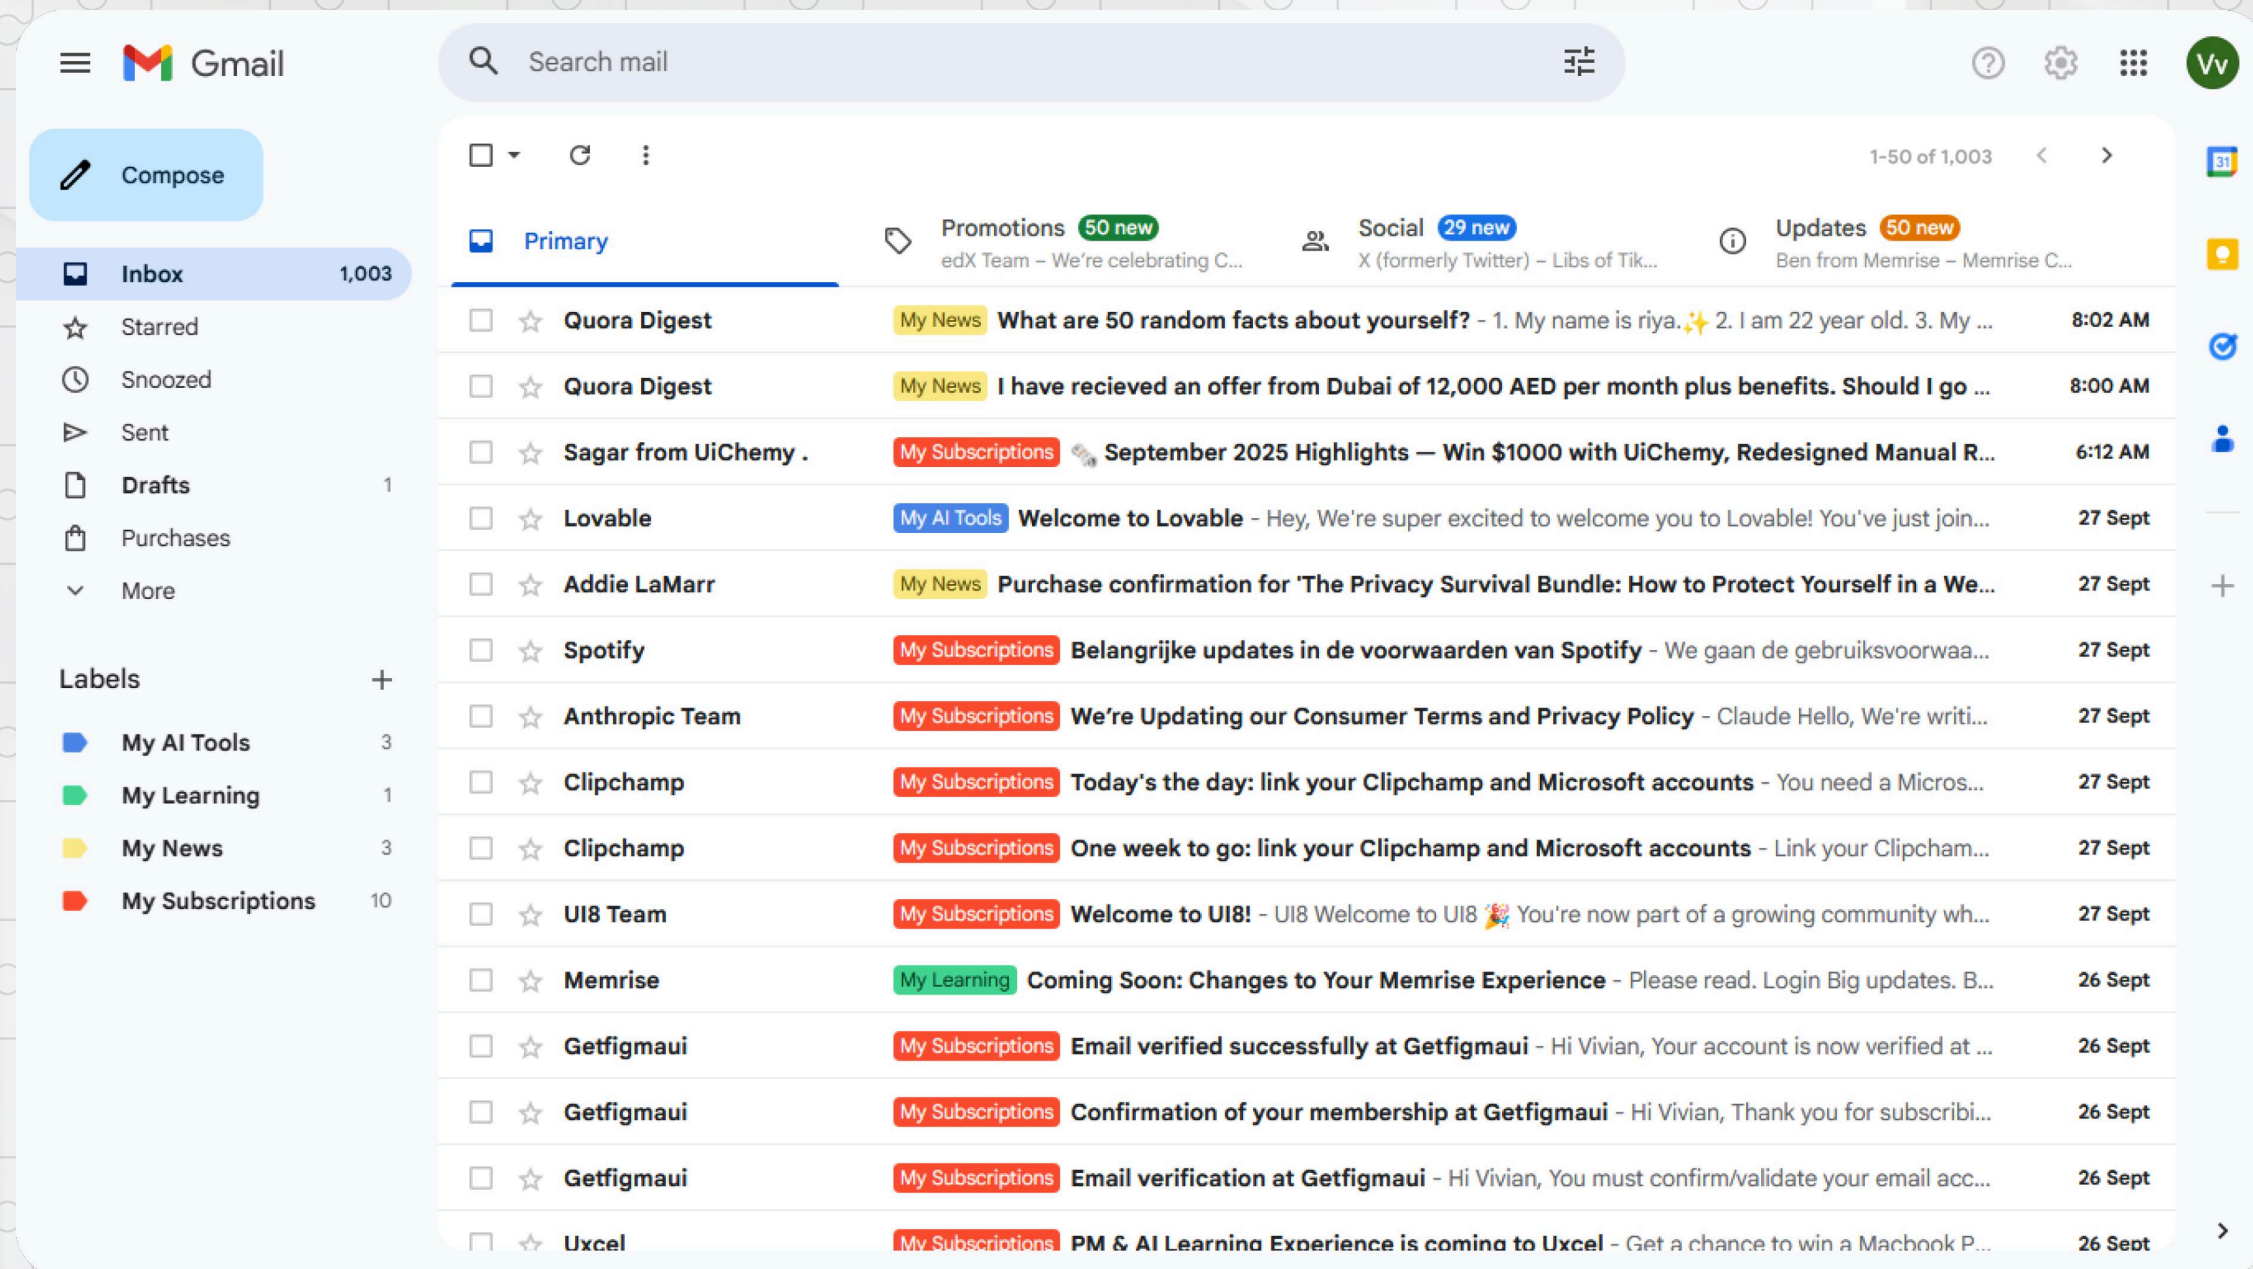 Gmail
Search mail
Vv
Compose
Inbox 1,003
Starred
Snoozed
Sent
Drafts 1
Purchases
More
Labels
My AI Tools 3
My Learning 1
My News 3
My Subscriptions 10
1-50 of 1,003
Primary
Promotions 50 new
edX Team – We’re celebrating C...
Social 29 new
X (formerly Twitter) – Libs of Tik...
Updates 50 new
Ben from Memrise – Memrise C...
Quora Digest My News What are 50 random facts about yourself? - 1. My name is riya.✨ 2. I am 22 year old. 3. My ... 8:02 AM
Quora Digest My News I have recieved an offer from Dubai of 12,000 AED per month plus benefits. Should I go ... 8:00 AM
Sagar from UiChemy . My Subscriptions 🗞️ September 2025 Highlights — Win $1000 with UiChemy, Redesigned Manual R... 6:12 AM
Lovable My AI Tools Welcome to Lovable - Hey, We're super excited to welcome you to Lovable! You've just join... 27 Sept
Addie LaMarr My News Purchase confirmation for 'The Privacy Survival Bundle: How to Protect Yourself in a We... 27 Sept
Spotify My Subscriptions Belangrijke updates in de voorwaarden van Spotify - We gaan de gebruiksvoorwaa... 27 Sept
Anthropic Team My Subscriptions We’re Updating our Consumer Terms and Privacy Policy - Claude Hello, We're writi... 27 Sept
Clipchamp My Subscriptions Today's the day: link your Clipchamp and Microsoft accounts - You need a Micros... 27 Sept
Clipchamp My Subscriptions One week to go: link your Clipchamp and Microsoft accounts - Link your Clipcham... 27 Sept
UI8 Team My Subscriptions Welcome to UI8! - UI8 Welcome to UI8 🎉 You're now part of a growing community wh... 27 Sept
Memrise My Learning Coming Soon: Changes to Your Memrise Experience - Please read. Login Big updates. B... 26 Sept
Getfigmaui My Subscriptions Email verified successfully at Getfigmaui - Hi Vivian, Your account is now verified at ... 26 Sept
Getfigmaui My Subscriptions Confirmation of your membership at Getfigmaui - Hi Vivian, Thank you for subscribi... 26 Sept
Getfigmaui My Subscriptions Email verification at Getfigmaui - Hi Vivian, You must confirm/validate your email acc... 26 Sept
Uxcel My Subscriptions PM & AI Learning Experience is coming to Uxcel - Get a chance to win a Macbook P... 26 Sept
31